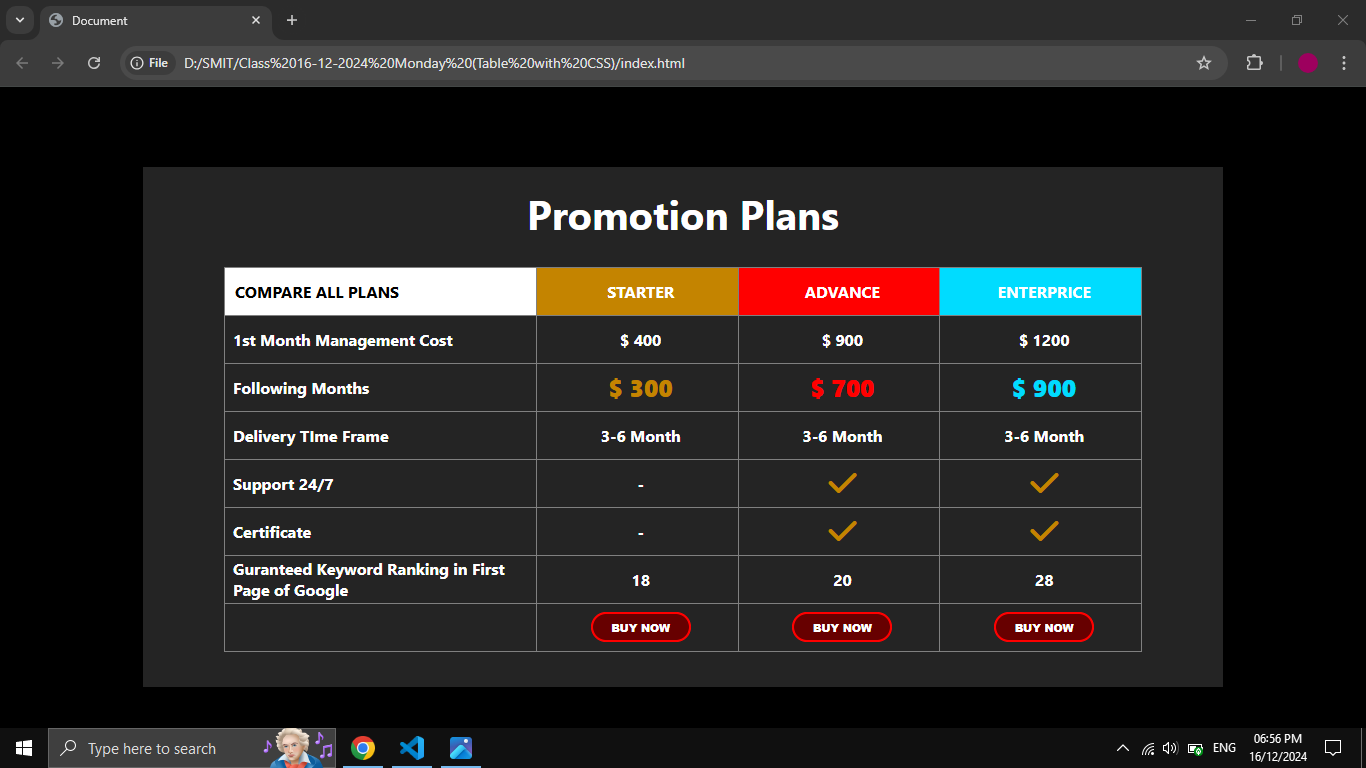 Document
File D:/SMIT/Class%2016-12-2024%20Monday%20(Table%20with%20CSS)/index.html
Promotion Plans
COMPARE ALL PLANS STARTER ADVANCE ENTERPRICE
1st Month Management Cost $ 400 $ 900 $ 1200
Following Months $ 300 $ 700 $ 900
Delivery TIme Frame 3-6 Month 3-6 Month 3-6 Month
Support 24/7 -
Certificate -
Guranteed Keyword Ranking in First
Page of Google 18 20 28
BUY NOW BUY NOW BUY NOW
Type here to search
ENG
06:56 PM
16/12/2024